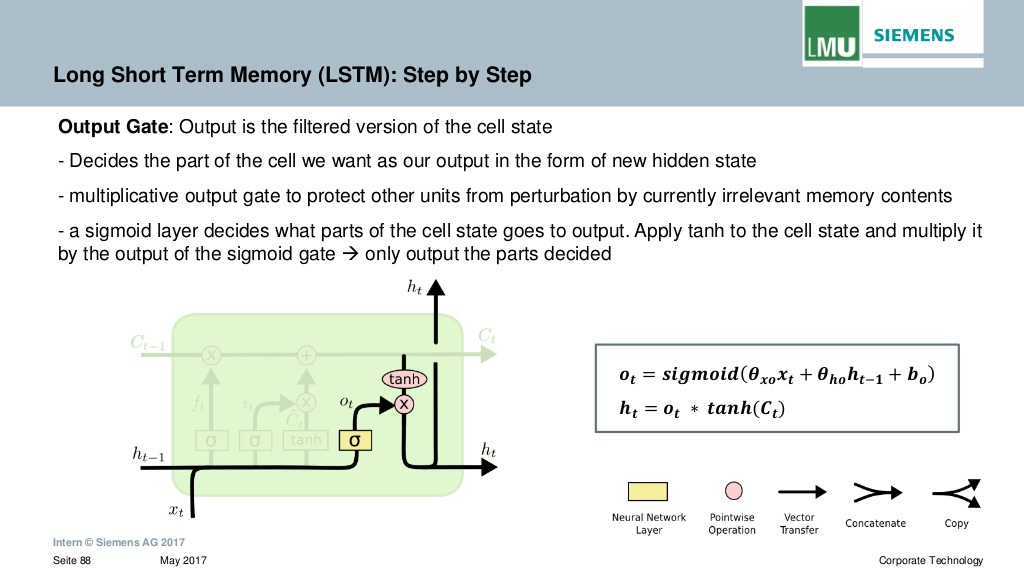 LMU
SIEMENS
Long Short Term Memory (LSTM): Step by Step
Output Gate: Output is the filtered version of the cell state
- Decides the part of the cell we want as our output in the form of new hidden state
- multiplicative output gate to protect other units from perturbation by currently irrelevant memory contents
- a sigmoid layer decides what parts of the cell state goes to output. Apply tanh to the cell state and multiply it
by the output of the sigmoid gate → only output the parts decided
h_t
C_{t-1}
C_t
x
+
tanh
f_t
i_t
x
o_t
x
C̃_t
σ
σ
tanh
σ
h_{t-1}
h_t
x_t
o_t = sigmoid(θ_{xo}x_t + θ_{ho}h_{t-1} + b_o)
h_t = o_t * tanh(C_t)
Neural Network
Layer
Pointwise
Operation
Vector
Transfer
Concatenate
Copy
Intern © Siemens AG 2017
Seite 88
May 2017
Corporate Technology